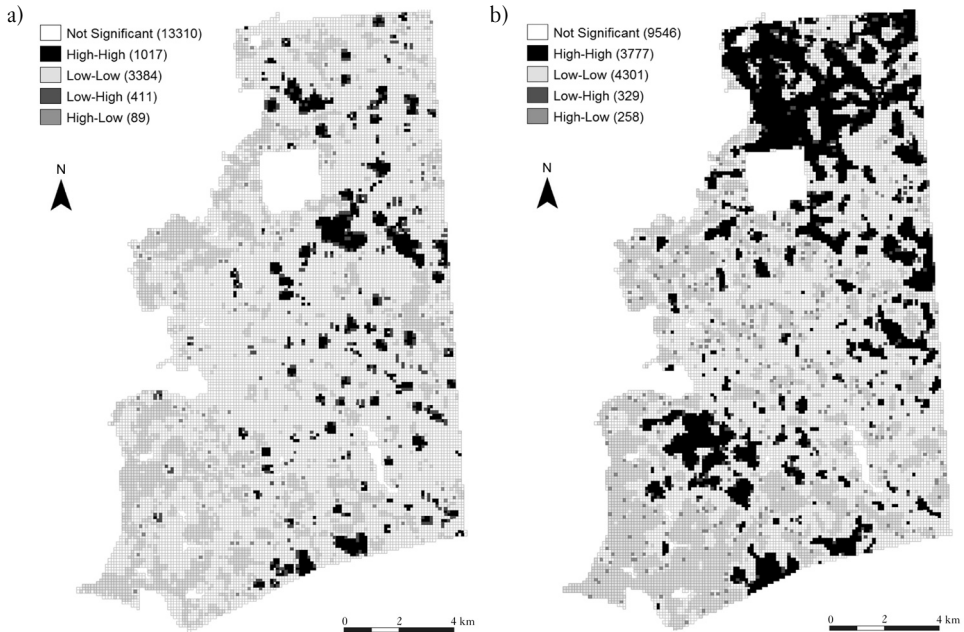 a)
Not Significant (13310)
High-High (1017)
Low-Low (3384)
Low-High (411)
High-Low (89)
N
0 2 4 km
b)
Not Significant (9546)
High-High (3777)
Low-Low (4301)
Low-High (329)
High-Low (258)
N
0 2 4 km